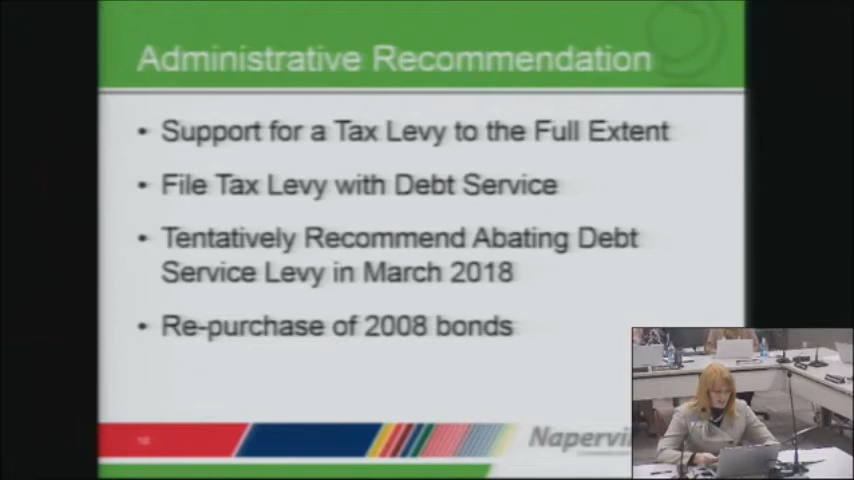 Administrative Recommendation
• Support for a Tax Levy to the Full Extent
• File Tax Levy with Debt Service
• Tentatively Recommend Abating Debt
Service Levy in March 2018
• Re-purchase of 2008 bonds
Napervi